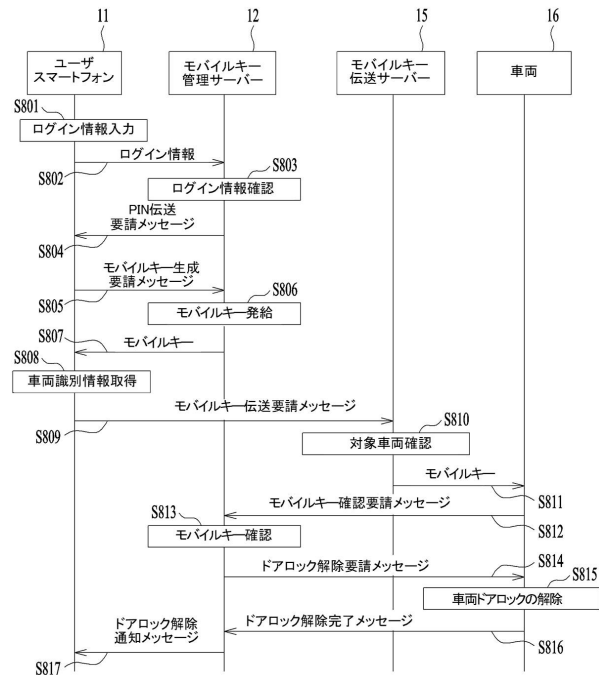 11
12
15
16
ユーザ
スマートフォン
モバイルキー
管理サーバー
モバイルキー
伝送サーバー
車両
S801
ログイン情報入力
ログイン情報
S802
S803
ログイン情報確認
PIN伝送
要請メッセージ
S804
モバイルキー生成
要請メッセージ
S805
S806
モバイルキー発給
S807
モバイルキー
S808
車両識別情報取得
モバイルキー伝送要請メッセージ
S809
S810
対象車両確認
モバイルキー
S811
モバイルキー確認要請メッセージ
S812
S813
モバイルキー確認
ドアロック解除要請メッセージ
S814
S815
車両ドアロックの解除
ドアロック解除
通知メッセージ
ドアロック解除完了メッセージ
S816
S817